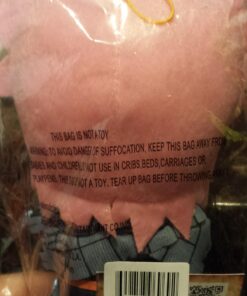 THIS BAG IS NOT A TOY
WARNING: TO AVOID DANGER OF SUFFOCATION, KEEP THIS BAG AWAY FROM
BABIES AND CHILDREN. DO NOT USE IN CRIBS, BEDS, CARRIAGES OR
PLAYPENS. THIS IS NOT A TOY. TEAR UP BAG BEFORE THROWING AWAY